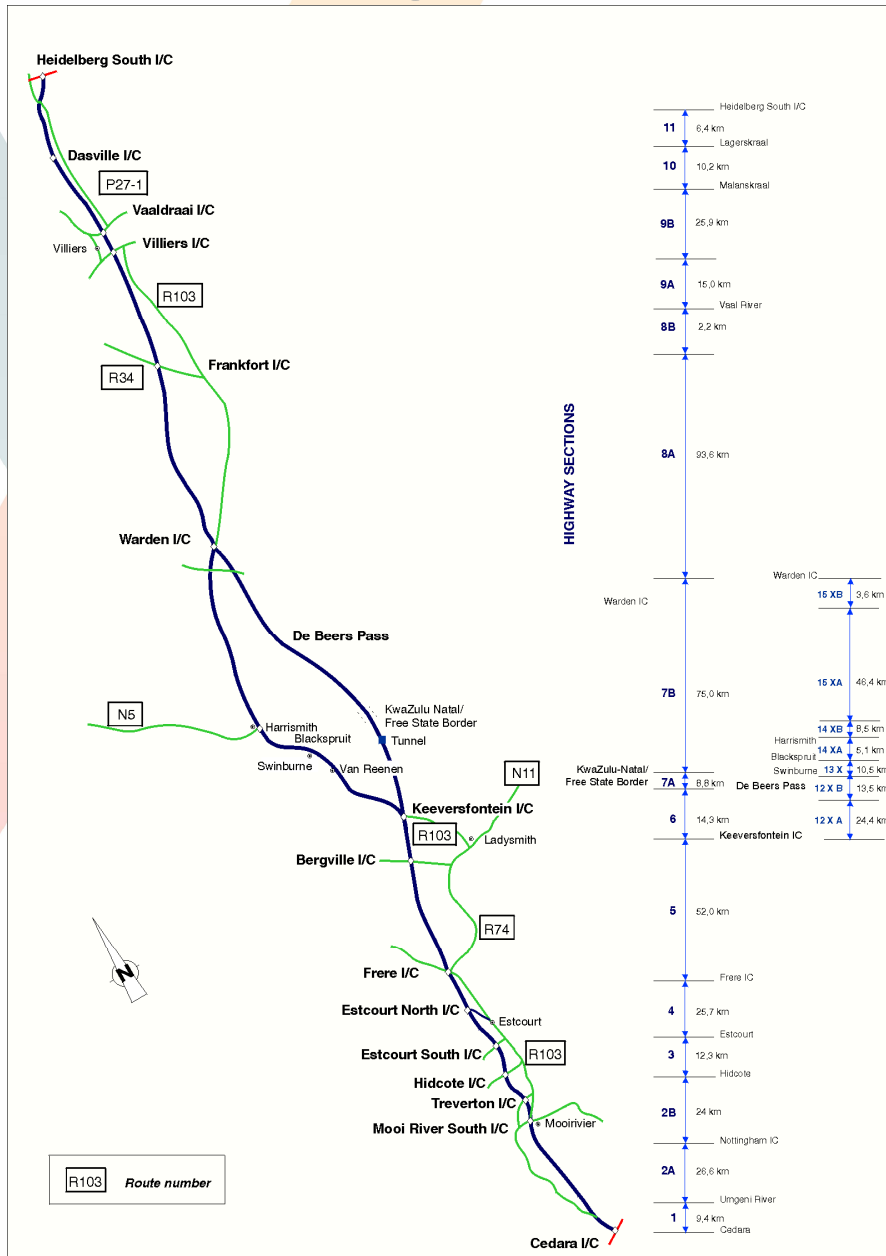 Heidelberg South I/C
Dasville I/C
P27-1
Vaaldraai I/C
Villiers
Villiers I/C
R103
Frankfort I/C
R34
Warden I/C
De Beers Pass
KwaZulu Natal/
Free State Border
Tunnel
N5
Harrismith
Blackspruit
Swinburne
Van Reenen
N11
Keeversfontein I/C
R103
Ladysmith
Bergville I/C
R74
Frere I/C
Estcourt North I/C
Estcourt
Estcourt South I/C
R103
Hidcote I/C
Treverton I/C
Mooi River South I/C
Mooirivier
Cedara I/C
N
R103 Route number
HIGHWAY SECTIONS
Heidelberg South I/C
11 6,4 km
Lagerskraal
10 10,2 km
Malanskraal
9B 25,9 km
9A 15,0 km
Vaal River
8B 2,2 km
8A 93,6 km
Warden IC
7B 75,0 km
KwaZulu-Natal/
Free State Border
7A 8,8 km
6 14,3 km
Keeversfontein IC
5 52,0 km
Frere IC
4 25,7 km
Estcourt
3 12,3 km
Hidcote
2B 24 km
Nottingham IC
2A 26,6 km
Umgeni River
1 9,4 km
Cedara
Warden IC
15 XB 3,6 km
15 XA 46,4 km
14 XB 8,5 km
Harrismith
14 XA 5,1 km
Blackspruit
13 X 10,5 km
Swinburne
De Beers Pass
12 X B 13,5 km
12 X A 24,4 km